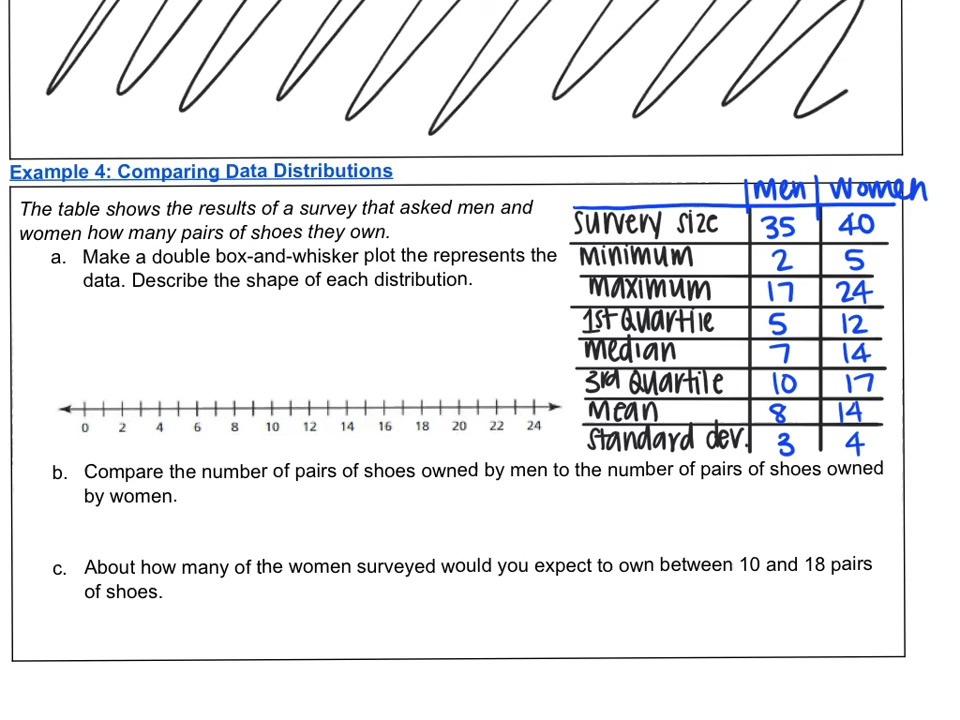 Example 4: Comparing Data Distributions
The table shows the results of a survey that asked men and
women how many pairs of shoes they own.
a. Make a double box-and-whisker plot the represents the
data. Describe the shape of each distribution.
Men Women
survery size 35 40
Minimum 2 5
maximum 17 24
1st Quartile 5 12
median 7 14
3rd Quartile 10 17
Mean 8 14
Standard dev. 3 4
0 2 4 6 8 10 12 14 16 18 20 22 24
b. Compare the number of pairs of shoes owned by men to the number of pairs of shoes owned
by women.
c. About how many of the women surveyed would you expect to own between 10 and 18 pairs
of shoes.